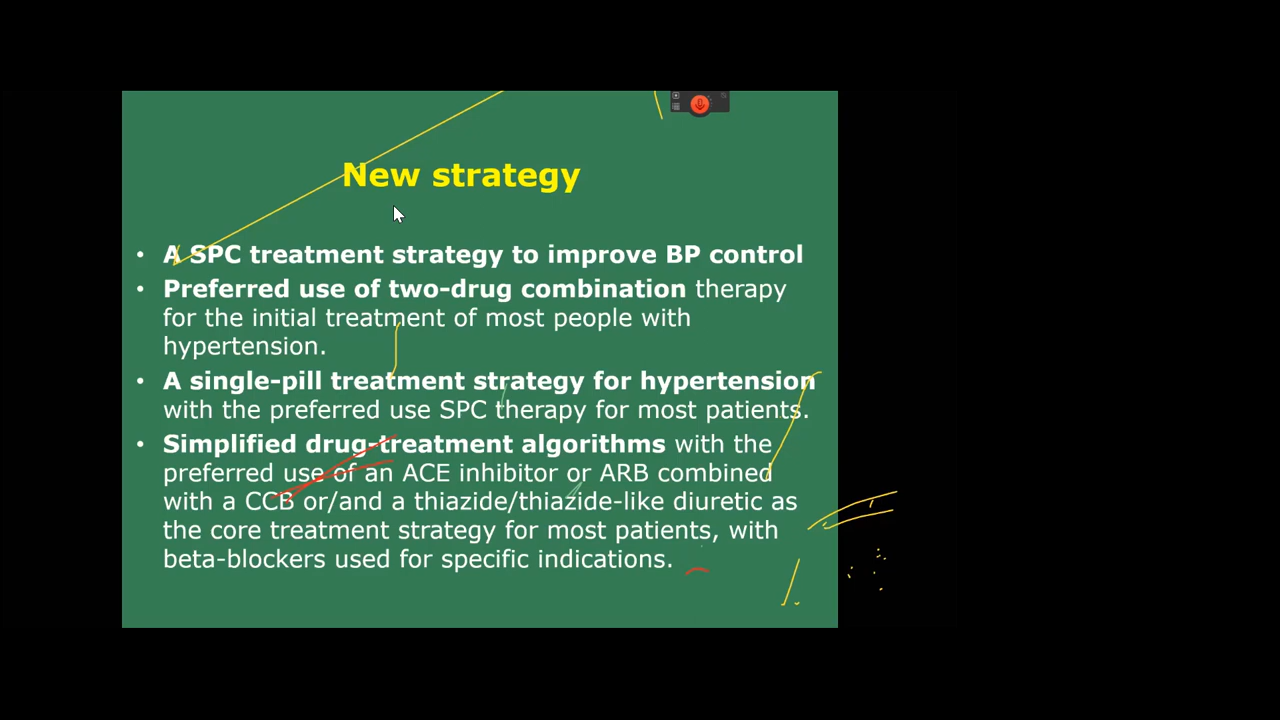 New strategy
• A SPC treatment strategy to improve BP control
• Preferred use of two-drug combination therapy
for the initial treatment of most people with
hypertension.
• A single-pill treatment strategy for hypertension
with the preferred use SPC therapy for most patients.
• Simplified drug-treatment algorithms with the
preferred use of an ACE inhibitor or ARB combined
with a CCB or/and a thiazide/thiazide-like diuretic as
the core treatment strategy for most patients, with
beta-blockers used for specific indications.